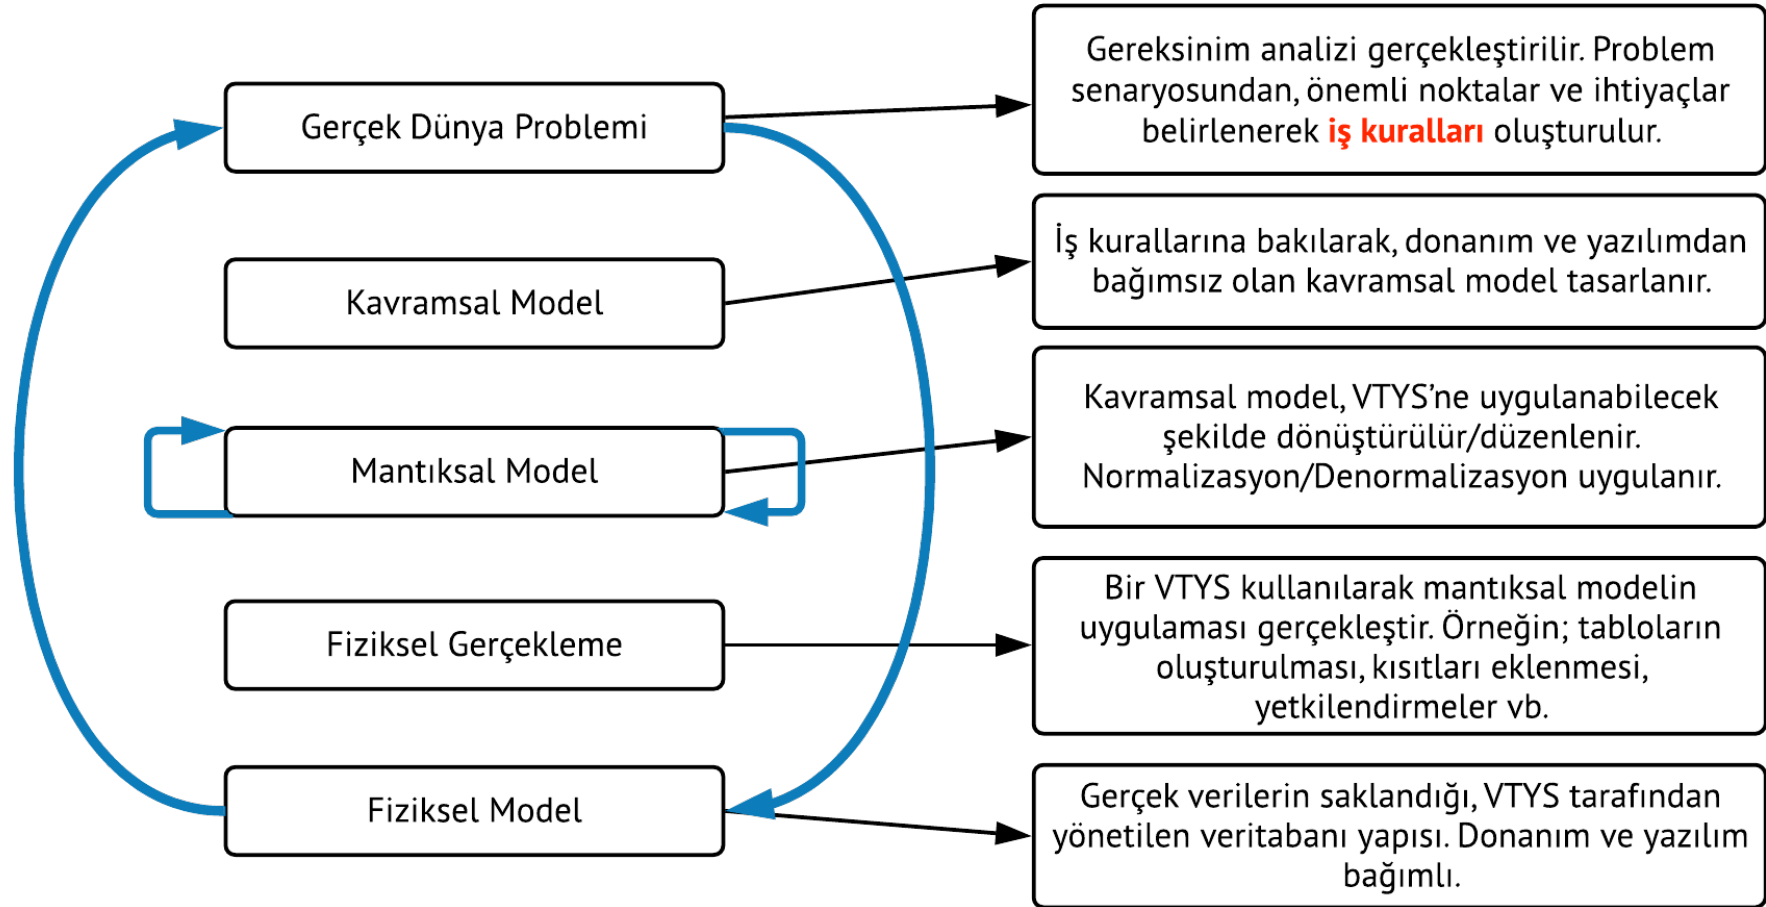 Gerçek Dünya Problemi
Gereksinim analizi gerçekleştirilir. Problem
senaryosundan, önemli noktalar ve ihtiyaçlar
belirlenerek iş kuralları oluşturulur.
Kavramsal Model
İş kurallarına bakılarak, donanım ve yazılımdan
bağımsız olan kavramsal model tasarlanır.
Mantıksal Model
Kavramsal model, VTYS’ne uygulanabilecek
şekilde dönüştürülür/düzenlenir.
Normalizasyon/Denormalizasyon uygulanır.
Fiziksel Gerçekleme
Bir VTYS kullanılarak mantıksal modelin
uygulaması gerçekleştir. Örneğin; tabloların
oluşturulması, kısıtları eklenmesi,
yetkilendirmeler vb.
Fiziksel Model
Gerçek verilerin saklandığı, VTYS tarafından
yönetilen veritabanı yapısı. Donanım ve yazılım
bağımlı.